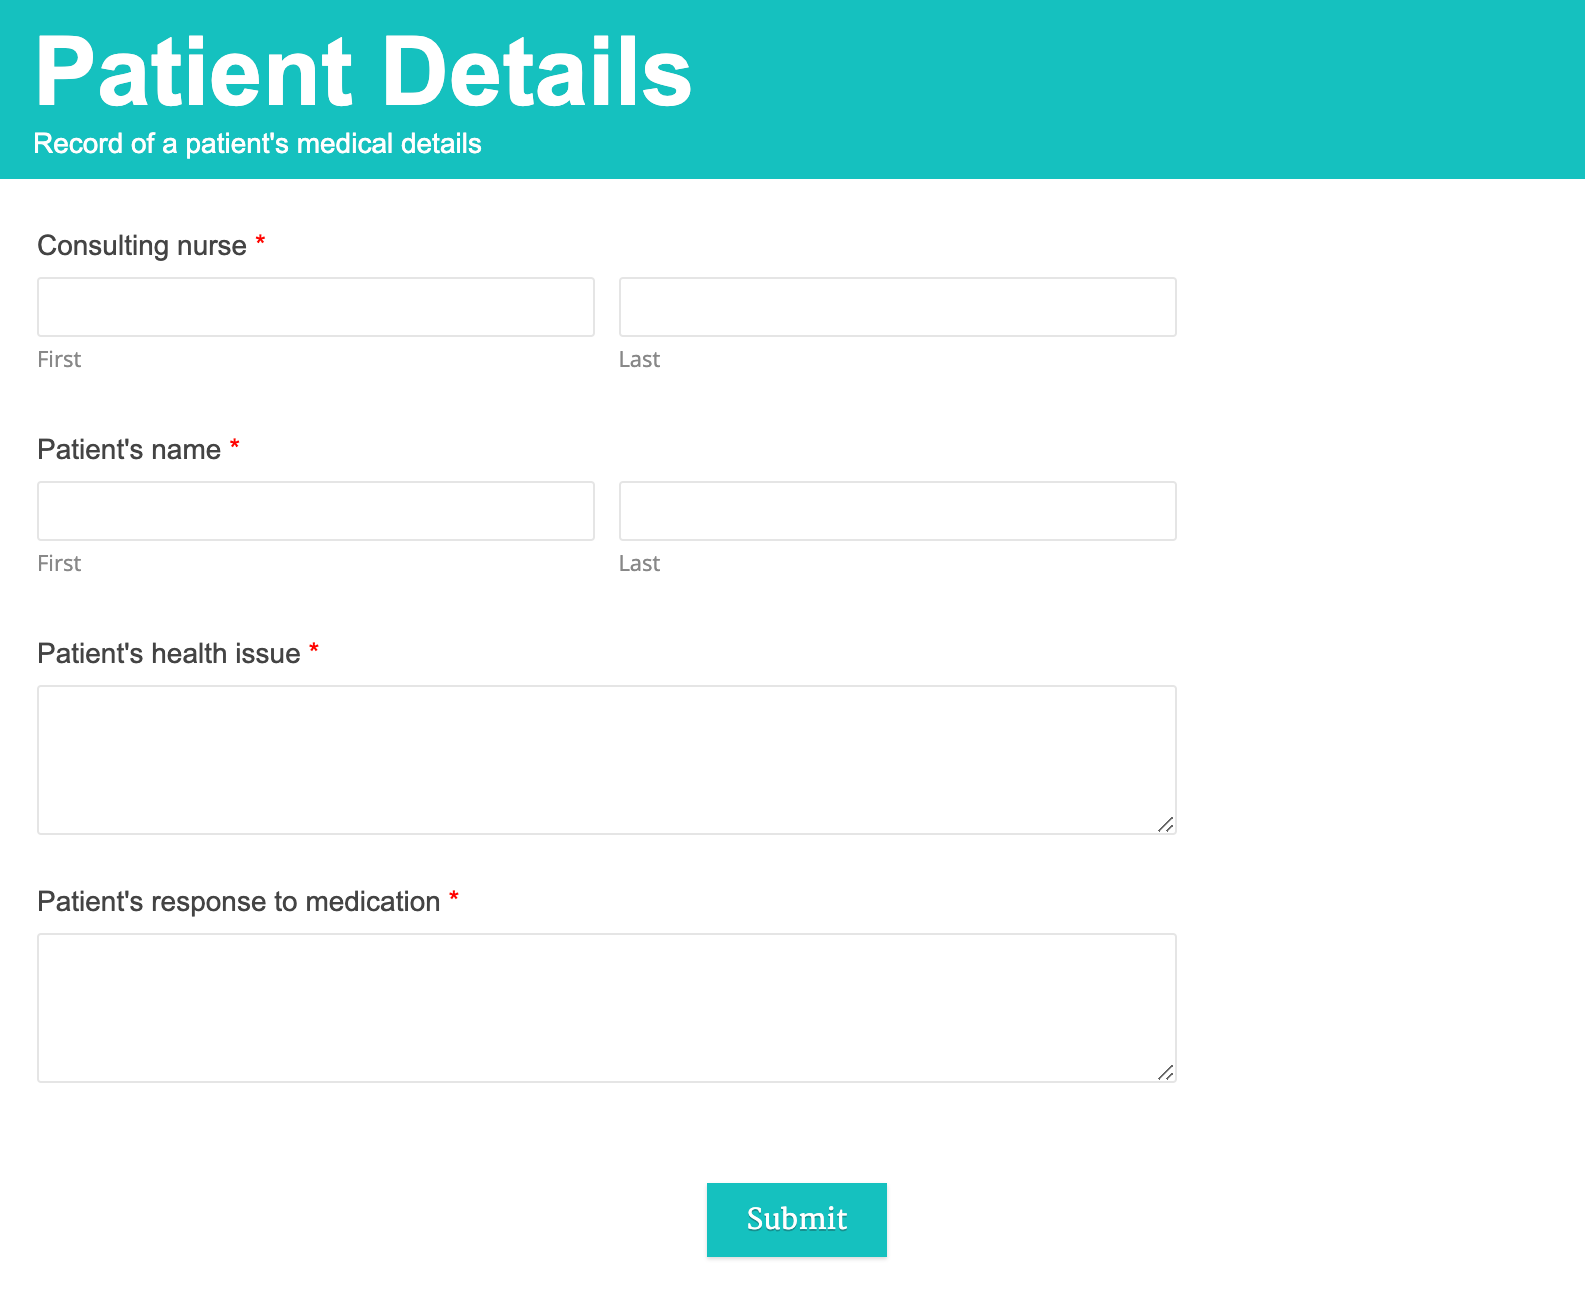 Patient Details
Record of a patient's medical details
Consulting nurse *
First Last
Patient's name *
First Last
Patient's health issue *
Patient's response to medication *
Submit